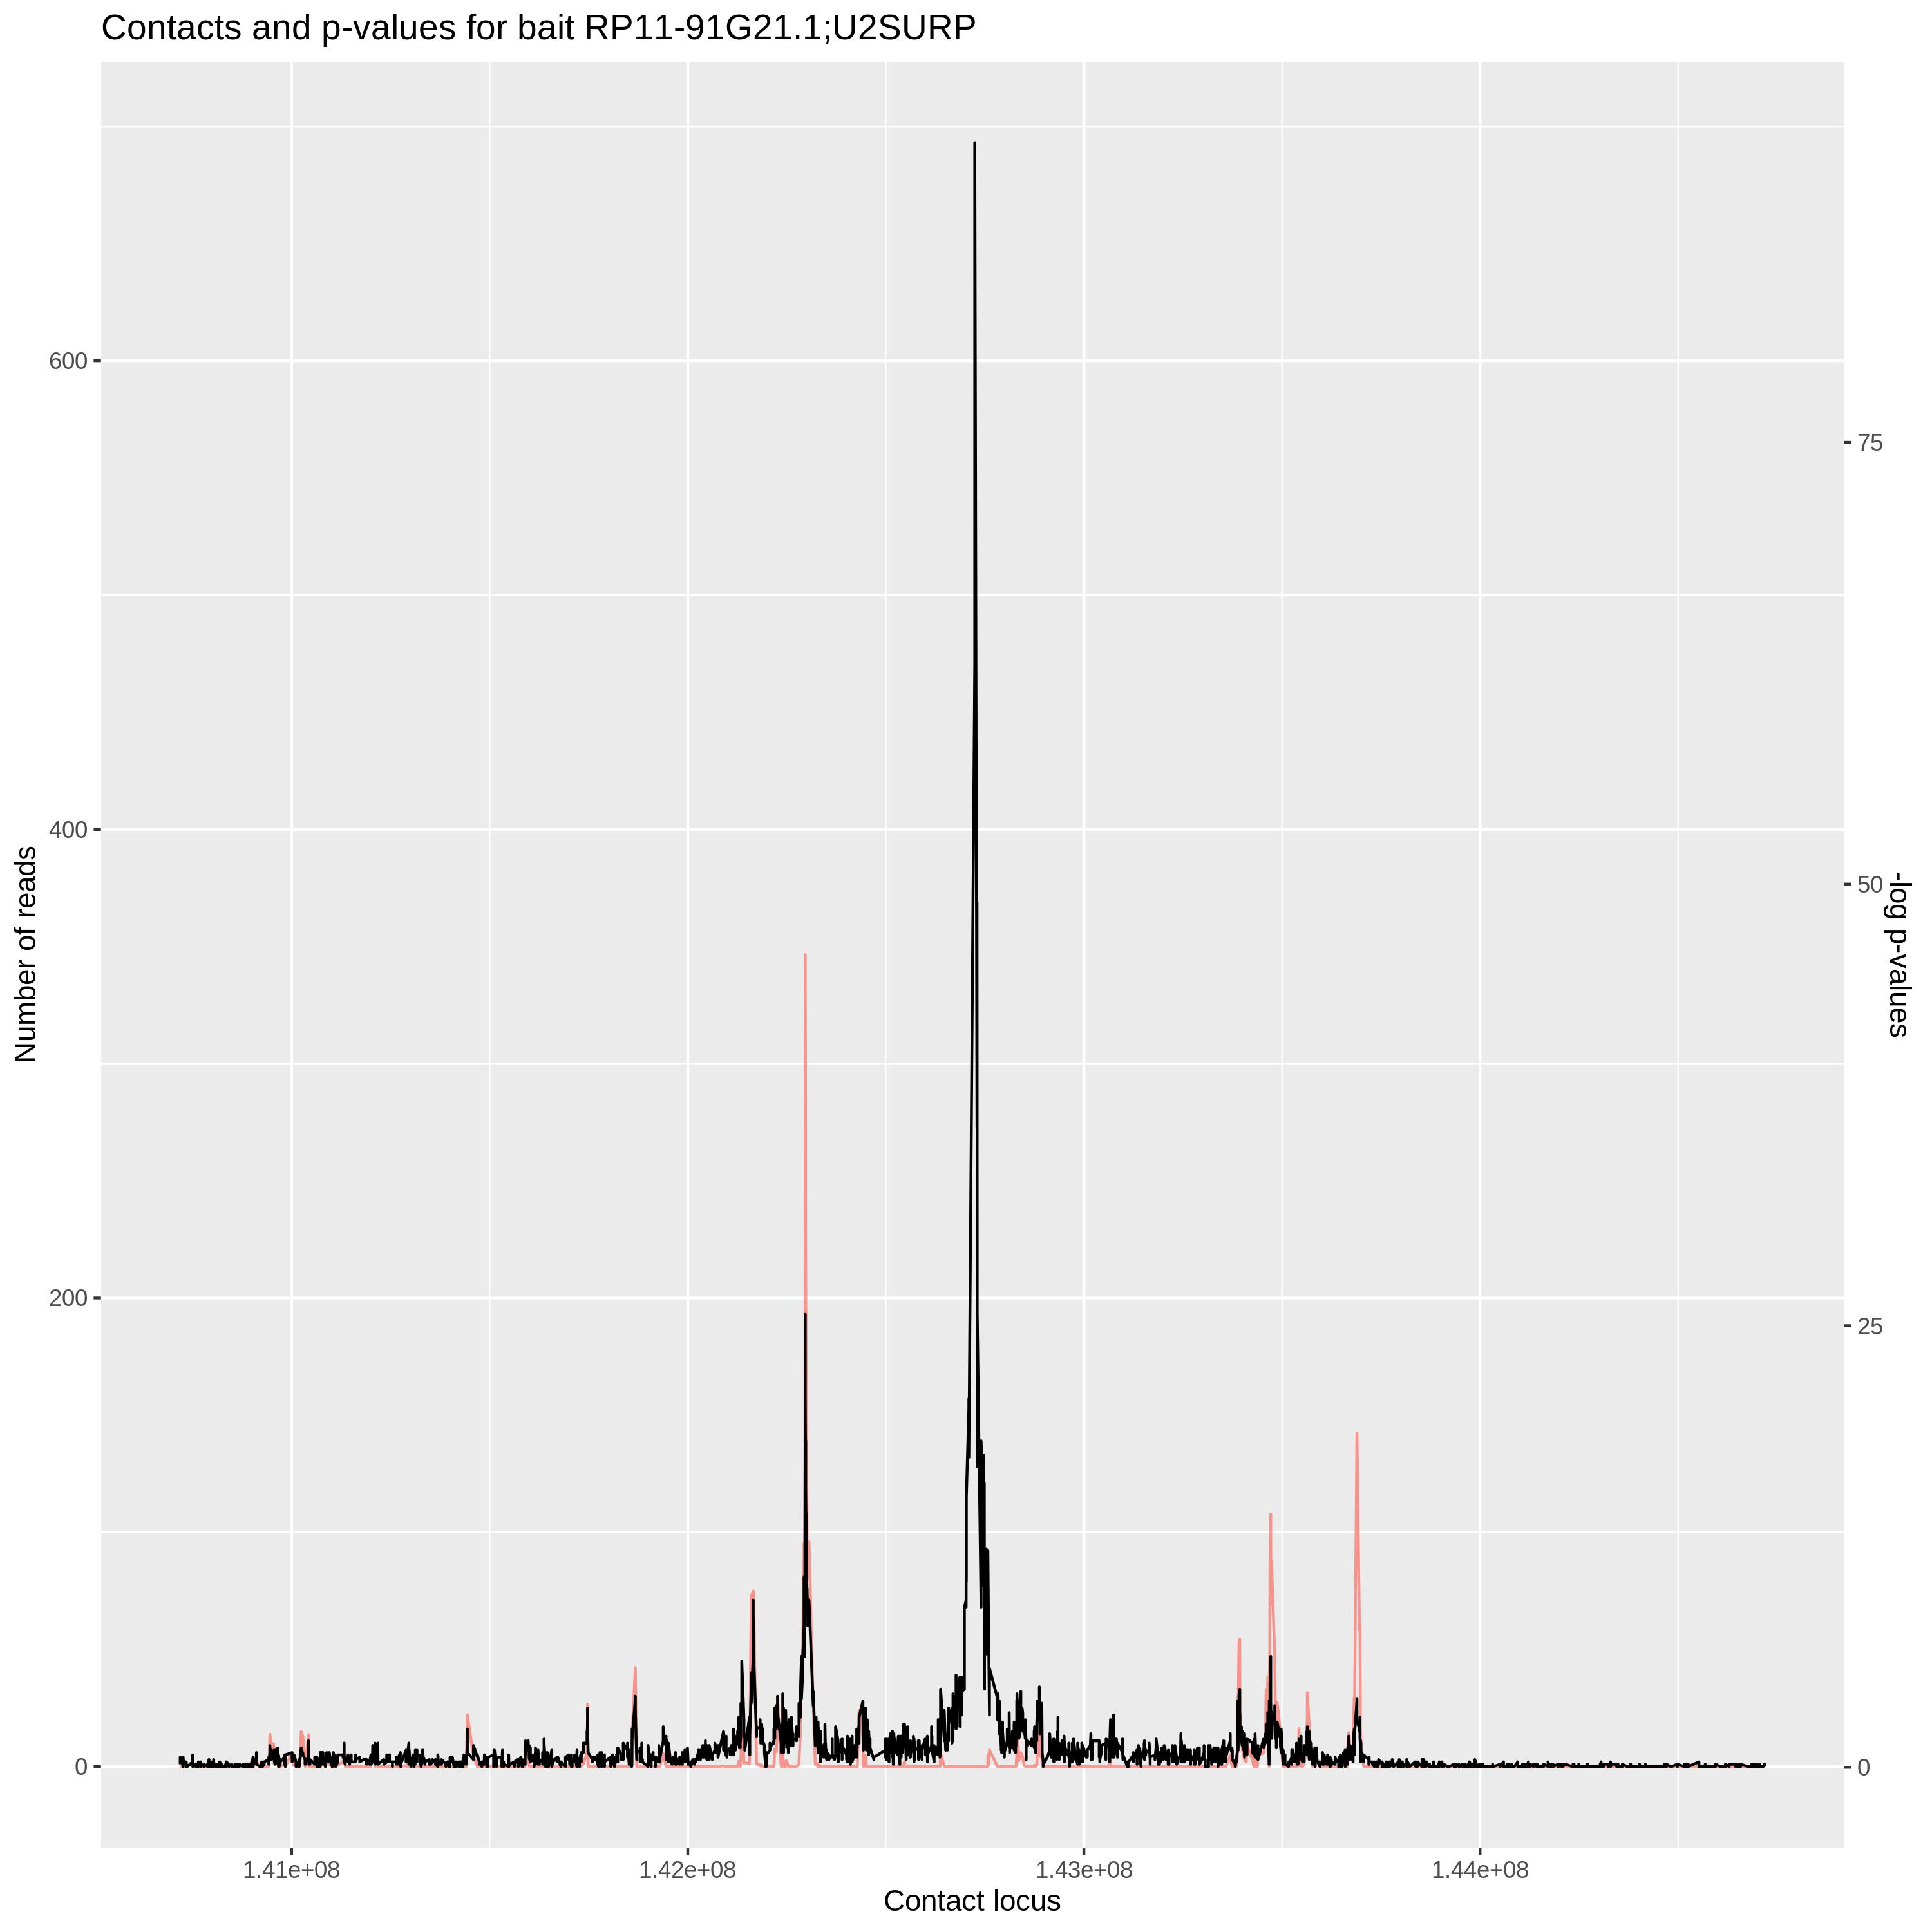 Contacts and p-values for bait RP11-91G21.1;U2SURP
600
400
200
0
Number of reads
75
50
25
0
-log p-values
1.41e+08
1.42e+08
1.43e+08
1.44e+08
Contact locus